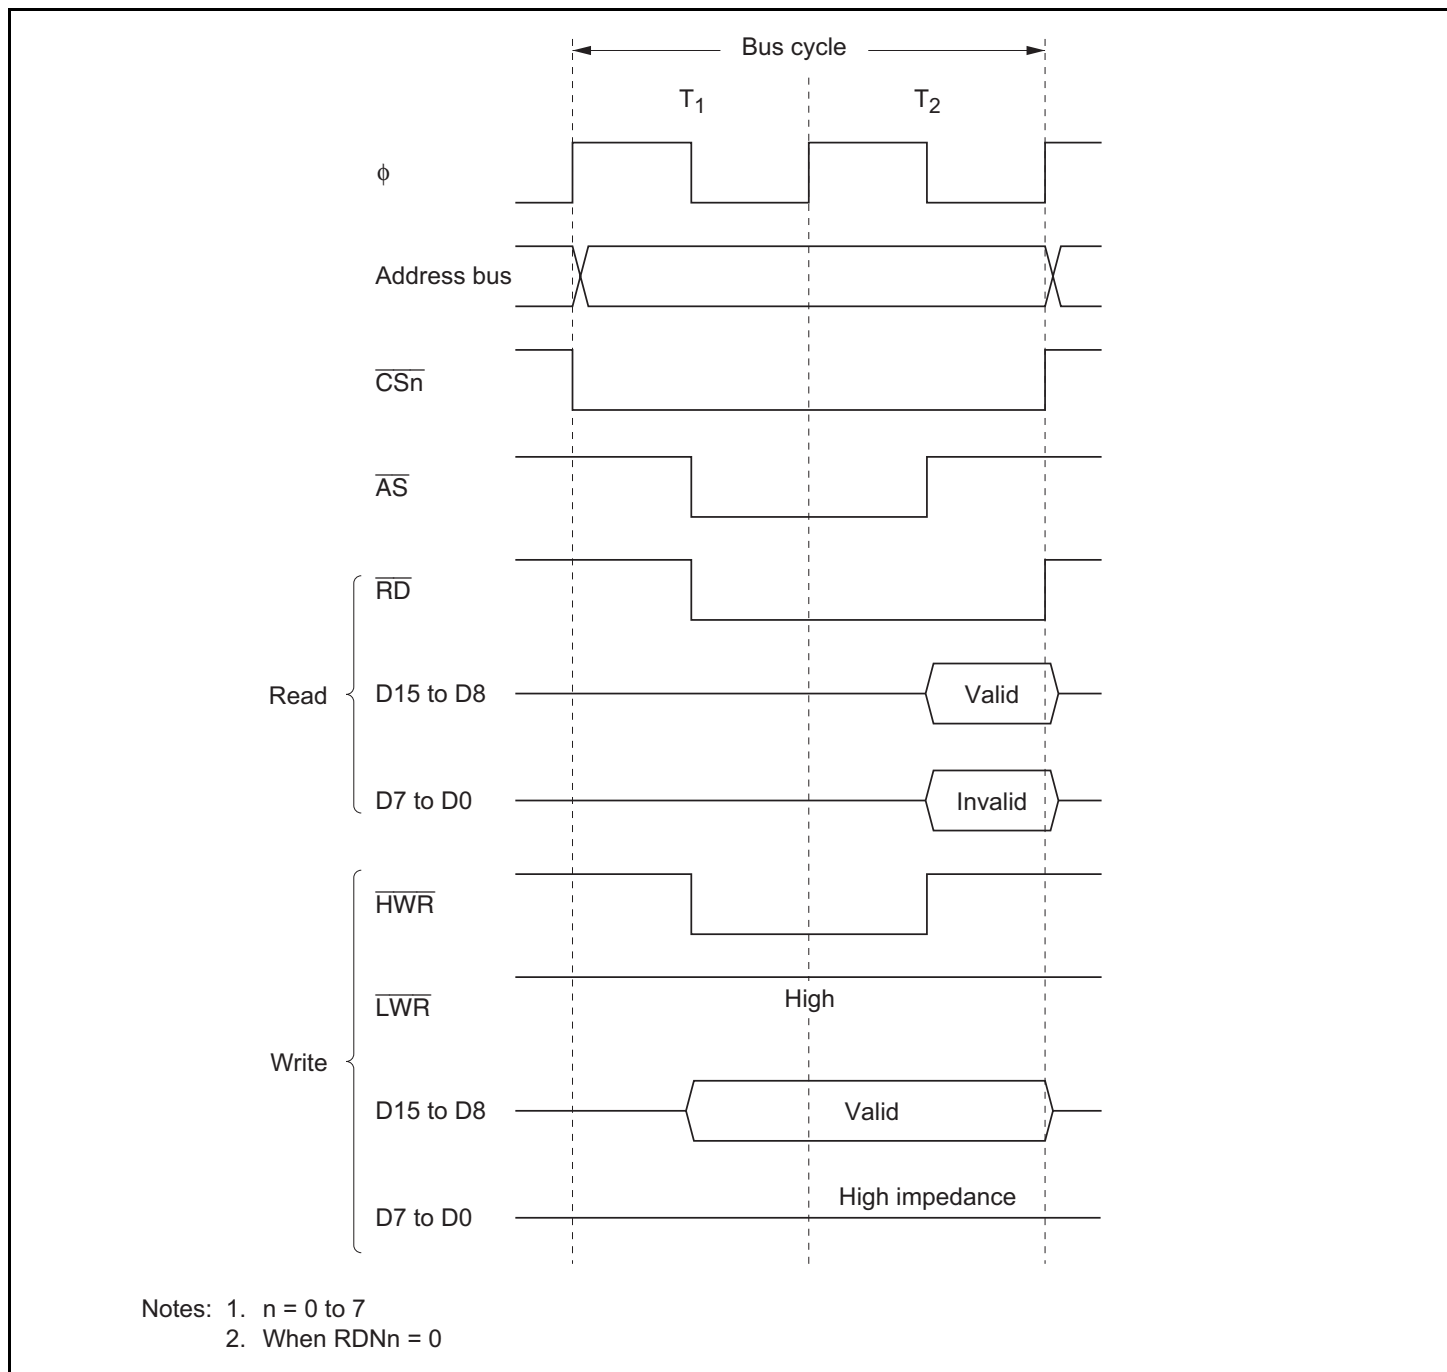 Bus cycle
T1 T2
ϕ
Address bus
CSn
AS
RD
Read D15 to D8 Valid
D7 to D0 Invalid
HWR
LWR High
Write
D15 to D8 Valid
High impedance
D7 to D0
Notes: 1. n = 0 to 7
2. When RDNn = 0